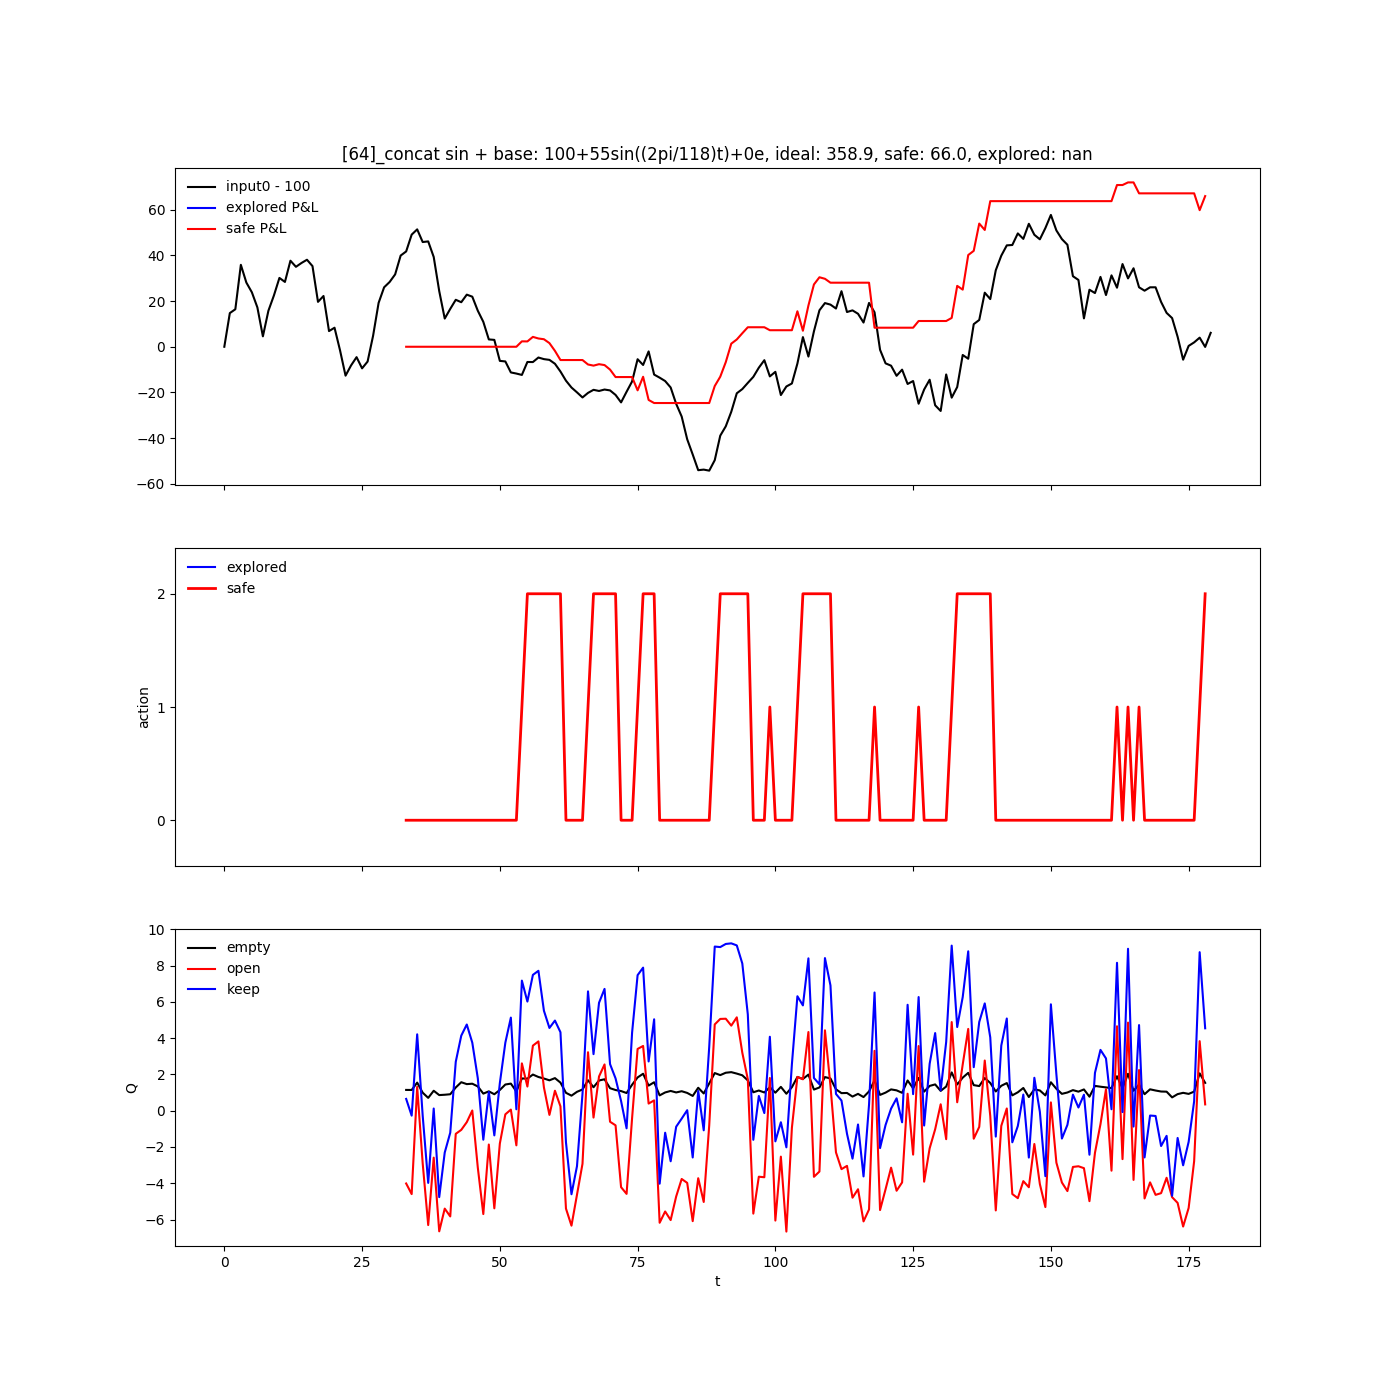 [64]_concat sin + base: 100+55sin((2pi/118)t)+0e, ideal: 358.9, safe: 66.0, explored: nan
input0 - 100
explored P&L
safe P&L
60
40
20
0
−20
−40
−60
explored
safe
2
1
0
action
empty
open
keep
10
8
6
4
2
0
−2
−4
−6
Q
0 25 50 75 100 125 150 175
t